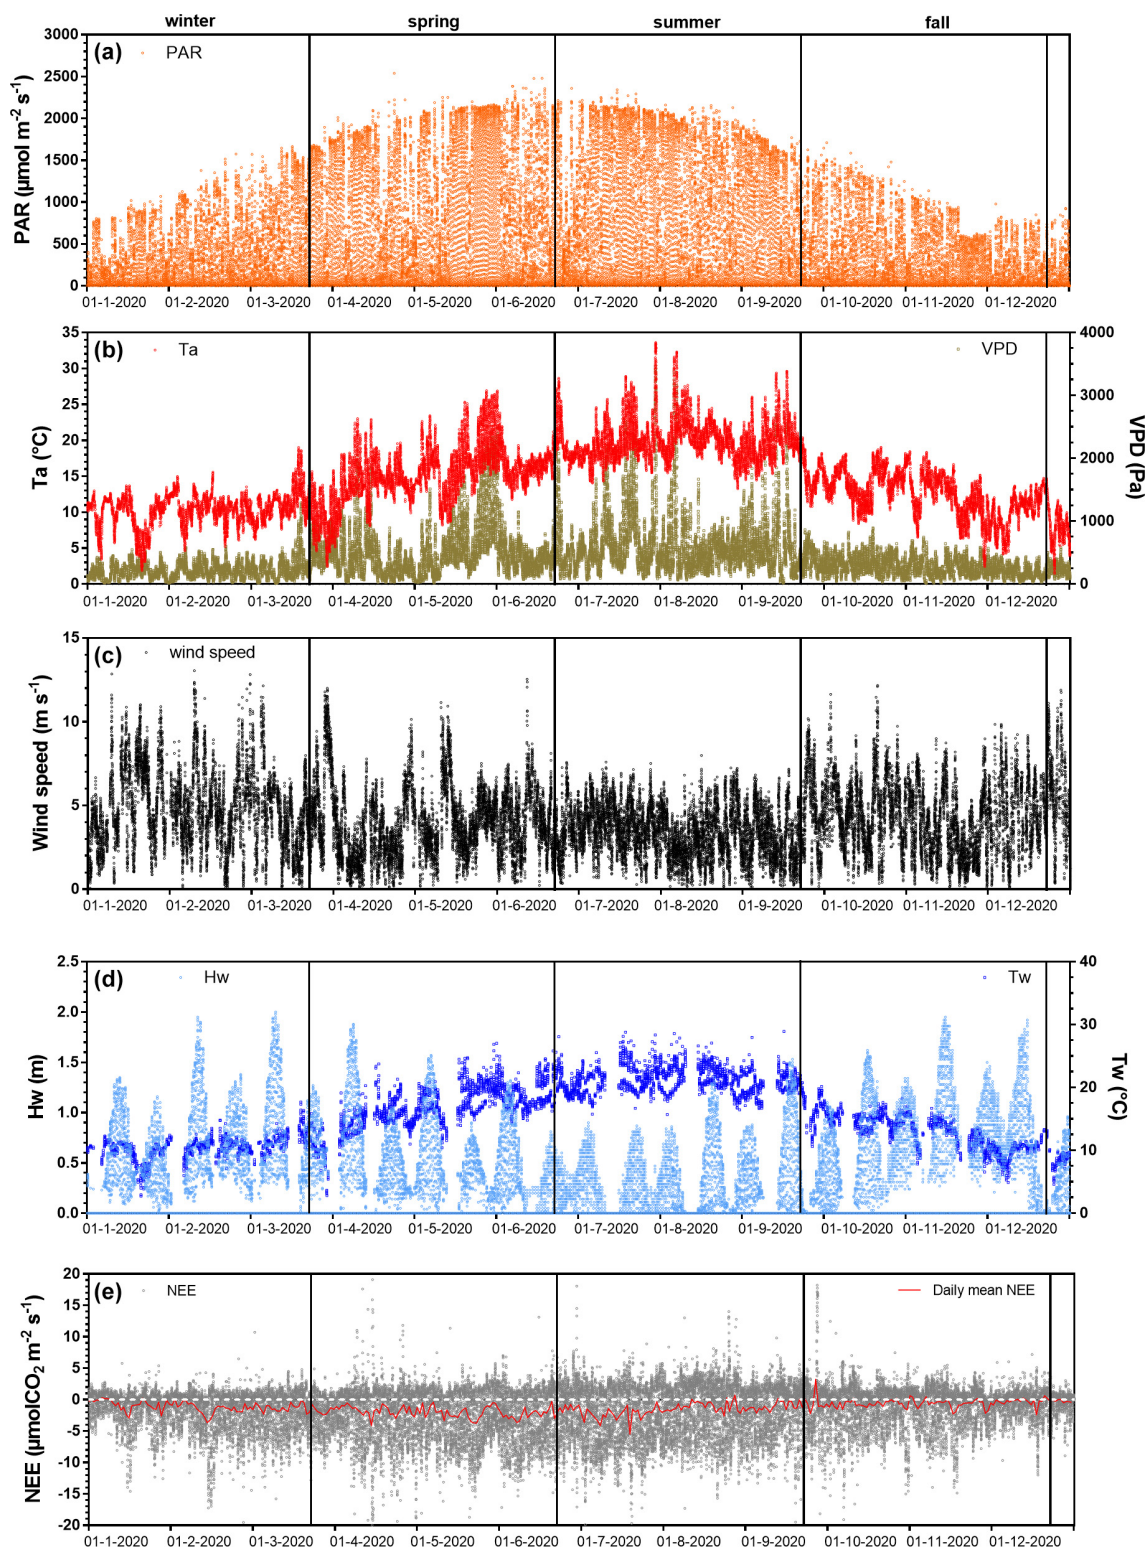 winter spring summer fall
(a) PAR
PAR (µmol m⁻² s⁻¹)
3000
2500
2000
1500
1000
500
0
01-1-2020 01-2-2020 01-3-2020 01-4-2020 01-5-2020 01-6-2020 01-7-2020 01-8-2020 01-9-2020 01-10-2020 01-11-2020 01-12-2020
(b) Ta VPD
Ta (°C)
35
30
25
20
15
10
5
0
VPD (Pa)
4000
3000
2000
1000
0
01-1-2020 01-2-2020 01-3-2020 01-4-2020 01-5-2020 01-6-2020 01-7-2020 01-8-2020 01-9-2020 01-10-2020 01-11-2020 01-12-2020
(c) wind speed
Wind speed (m s⁻¹)
15
10
5
0
01-1-2020 01-2-2020 01-3-2020 01-4-2020 01-5-2020 01-6-2020 01-7-2020 01-8-2020 01-9-2020 01-10-2020 01-11-2020 01-12-2020
(d) Hw Tw
Hw (m)
2.5
2.0
1.5
1.0
0.5
0.0
Tw (°C)
40
30
20
10
0
01-1-2020 01-2-2020 01-3-2020 01-4-2020 01-5-2020 01-6-2020 01-7-2020 01-8-2020 01-9-2020 01-10-2020 01-11-2020 01-12-2020
(e) NEE Daily mean NEE
NEE (µmolCO₂ m⁻² s⁻¹)
20
15
10
5
0
-5
-10
-15
-20
01-1-2020 01-2-2020 01-3-2020 01-4-2020 01-5-2020 01-6-2020 01-7-2020 01-8-2020 01-9-2020 01-10-2020 01-11-2020 01-12-2020